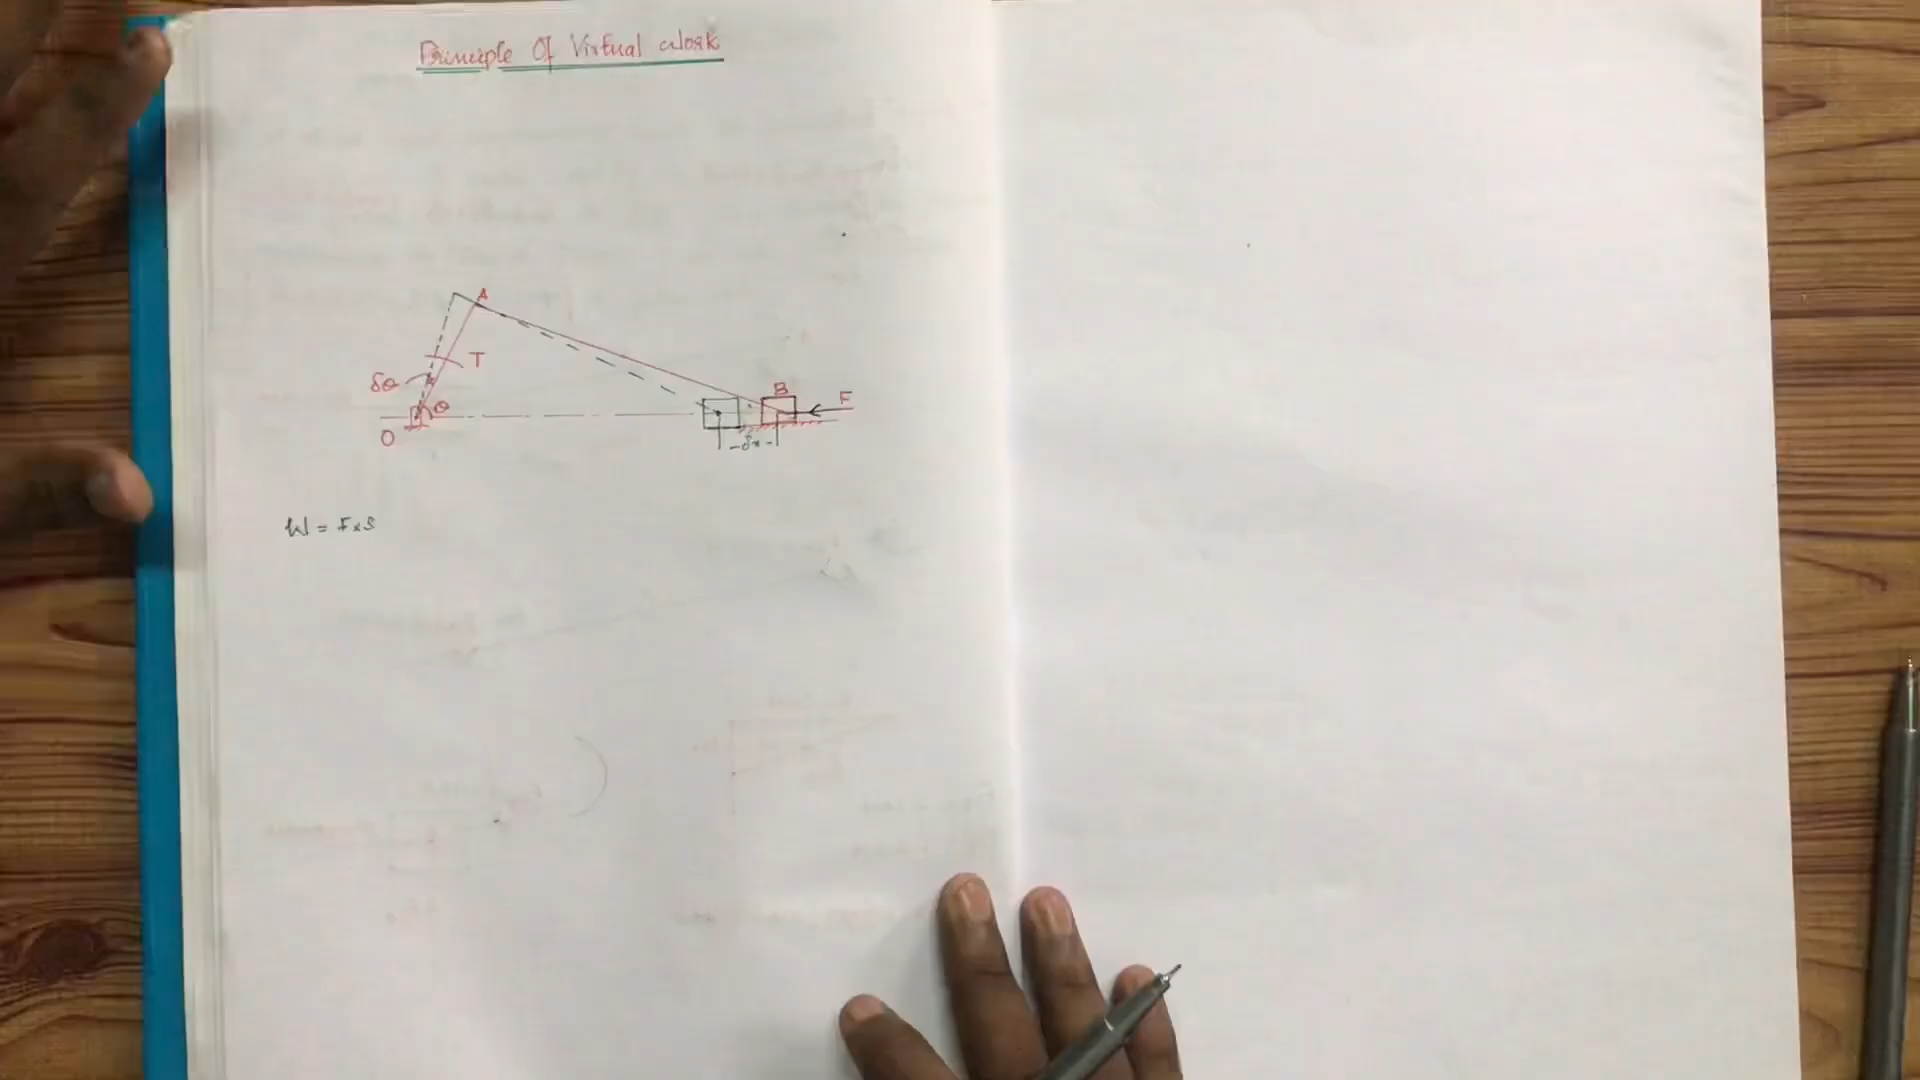 Principle Of Virtual Work
A
T
δθ
θ
B
F
O
δx
W = F×S